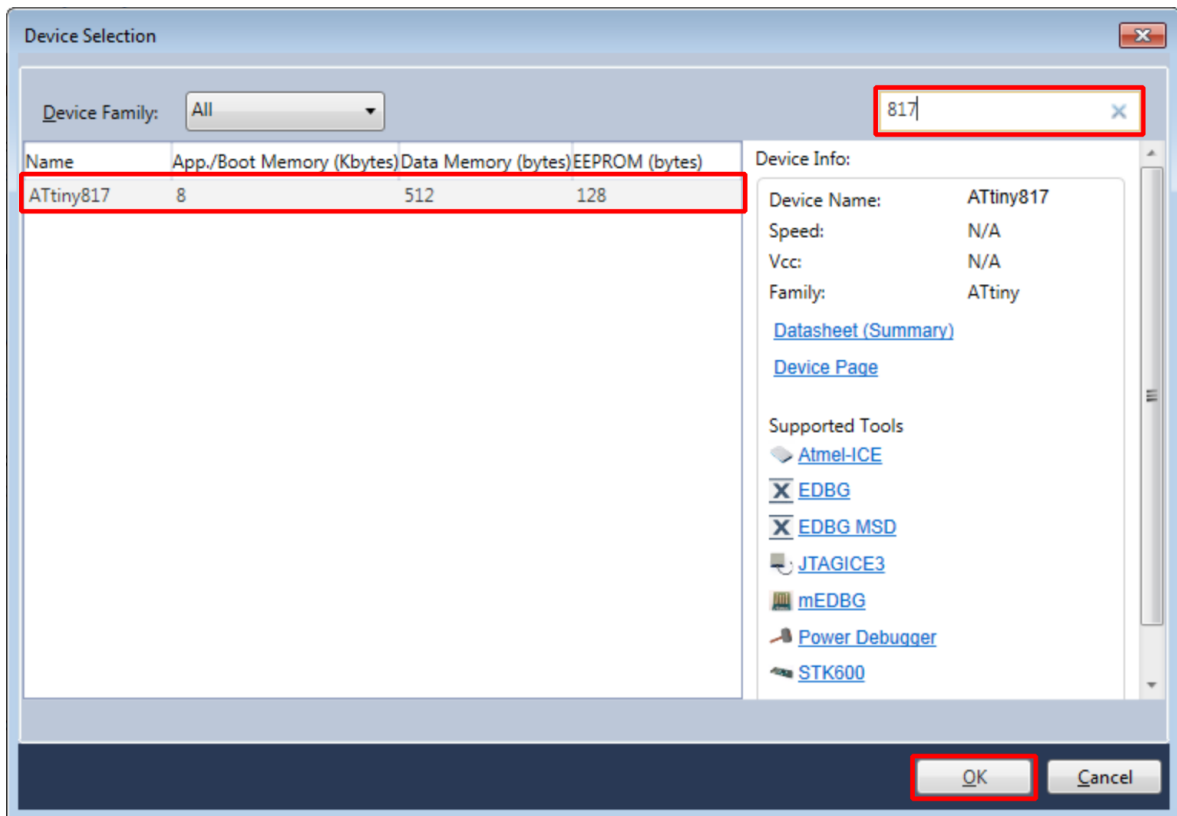 Device Selection
Device Family: All 817
Name App./Boot Memory (Kbytes) Data Memory (bytes) EEPROM (bytes)
ATtiny817 8 512 128
Device Info:
Device Name: ATtiny817
Speed: N/A
Vcc: N/A
Family: ATtiny
Datasheet (Summary)
Device Page
Supported Tools
Atmel-ICE
EDBG
EDBG MSD
JTAGICE3
mEDBG
Power Debugger
STK600
OK Cancel